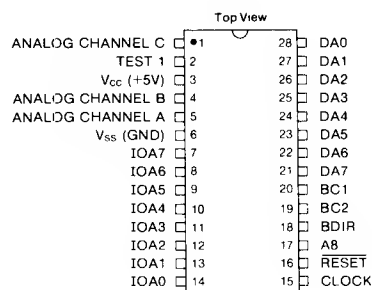 Top View
ANALOG CHANNEL C 1 28 DA0
TEST 1 2 27 DA1
Vcc (+5V) 3 26 DA2
ANALOG CHANNEL B 4 25 DA3
ANALOG CHANNEL A 5 24 DA4
Vss (GND) 6 23 DA5
IOA7 7 22 DA6
IOA6 8 21 DA7
IOA5 9 20 BC1
IOA4 10 19 BC2
IOA3 11 18 BDIR
IOA2 12 17 A8
IOA1 13 16 RESET
IOA0 14 15 CLOCK